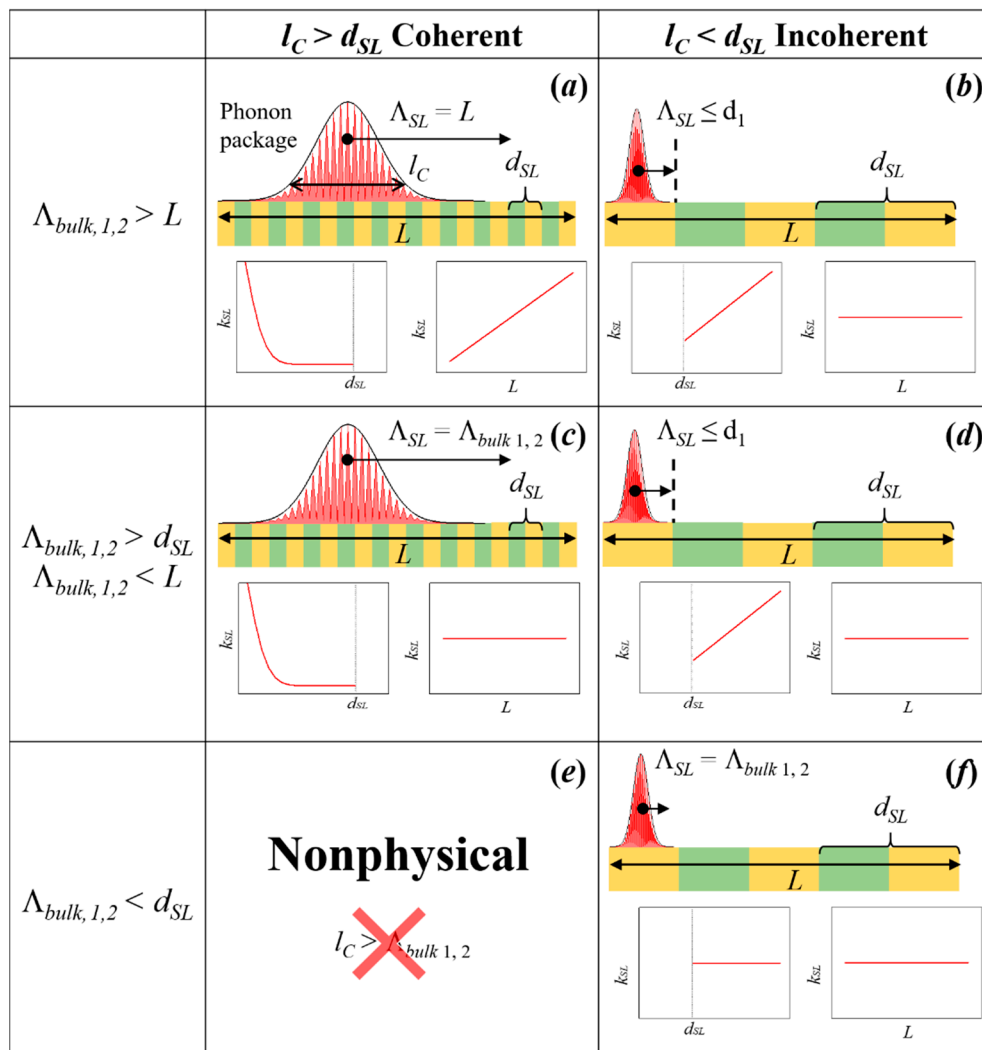 l_C > d_SL Coherent
l_C < d_SL Incoherent
Λ_bulk, 1,2 > L
(a)
Phonon
package
Λ_SL = L
l_C
d_SL
L
k_SL
d_SL
k_SL
L
(b)
Λ_SL ≤ d_1
d_SL
L
k_SL
d_SL
k_SL
L
Λ_bulk, 1,2 > d_SL
Λ_bulk, 1,2 < L
(c)
Λ_SL = Λ_bulk 1, 2
d_SL
L
k_SL
d_SL
k_SL
L
(d)
Λ_SL ≤ d_1
d_SL
L
k_SL
d_SL
k_SL
L
Λ_bulk, 1,2 < d_SL
(e)
Nonphysical
l_C > Λ_bulk 1, 2
(f)
Λ_SL = Λ_bulk 1, 2
d_SL
L
k_SL
d_SL
k_SL
L